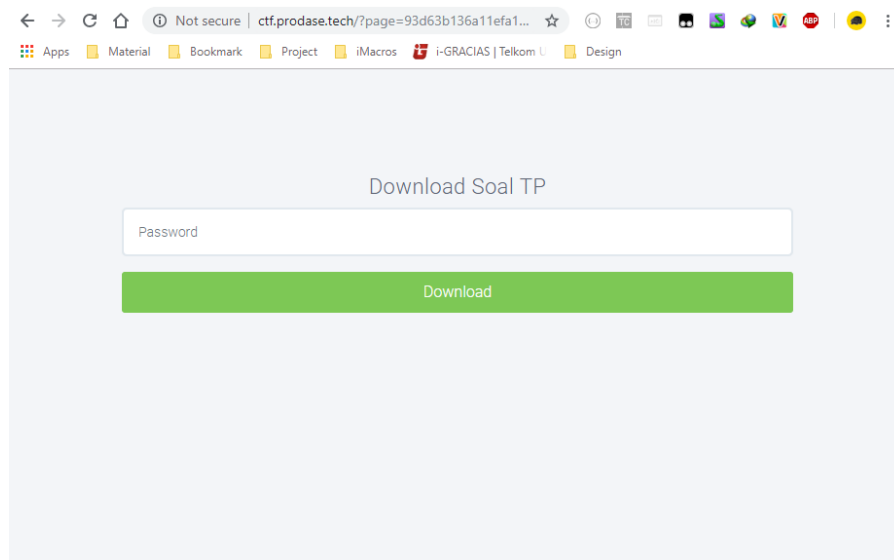 Not secure | ctf.prodase.tech/?page=93d63b136a11efa1...
Apps Material Bookmark Project iMacros i-GRACIAS | Telkom U Design
Download Soal TP
Password
Download